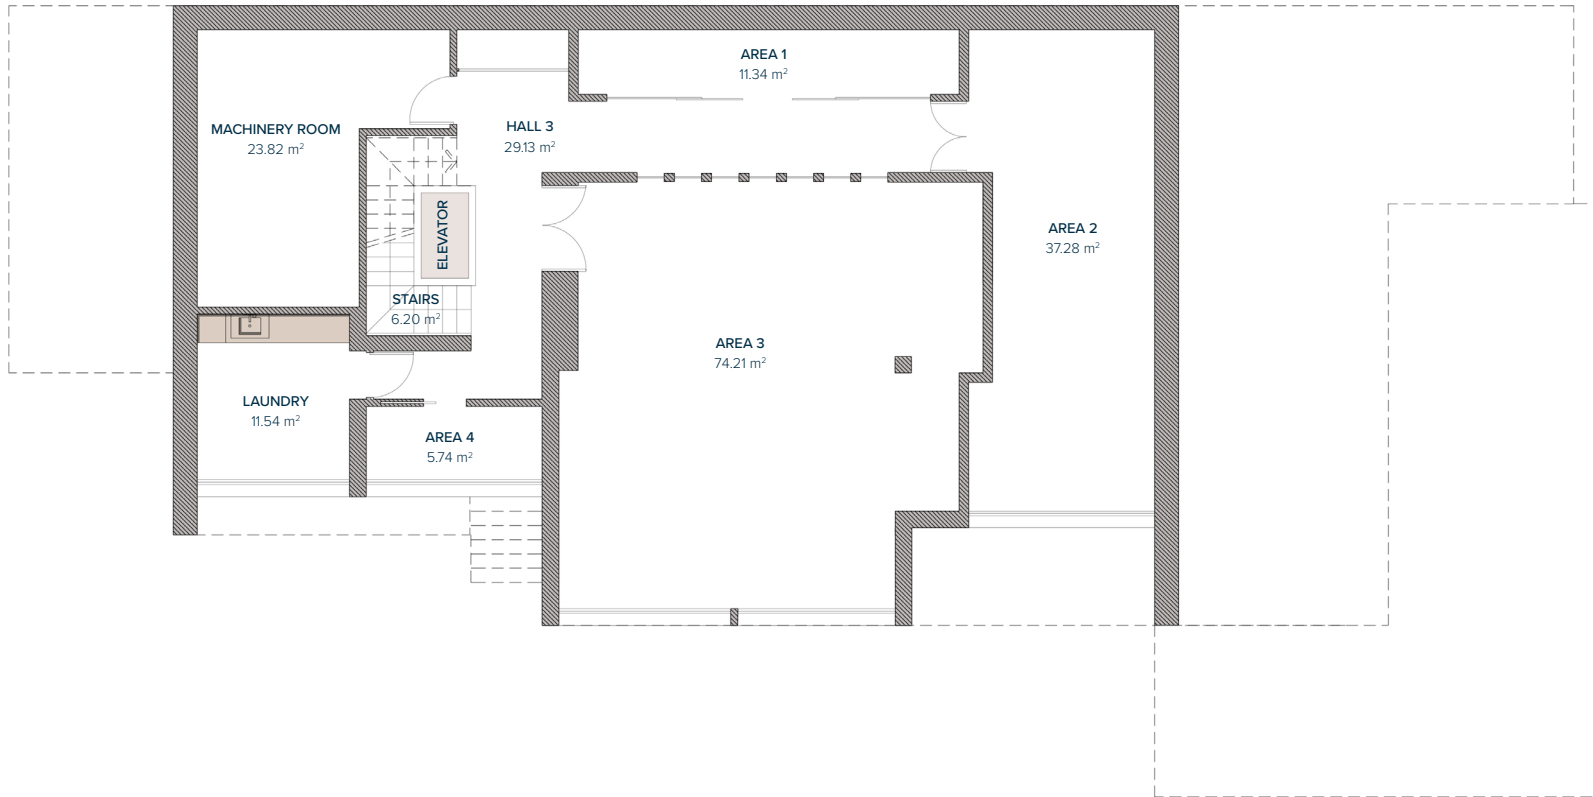 AREA 1
11.34 m²
MACHINERY ROOM
23.82 m²
HALL 3
29.13 m²
ELEVATOR
AREA 2
37.28 m²
STAIRS
6.20 m²
AREA 3
74.21 m²
LAUNDRY
11.54 m²
AREA 4
5.74 m²